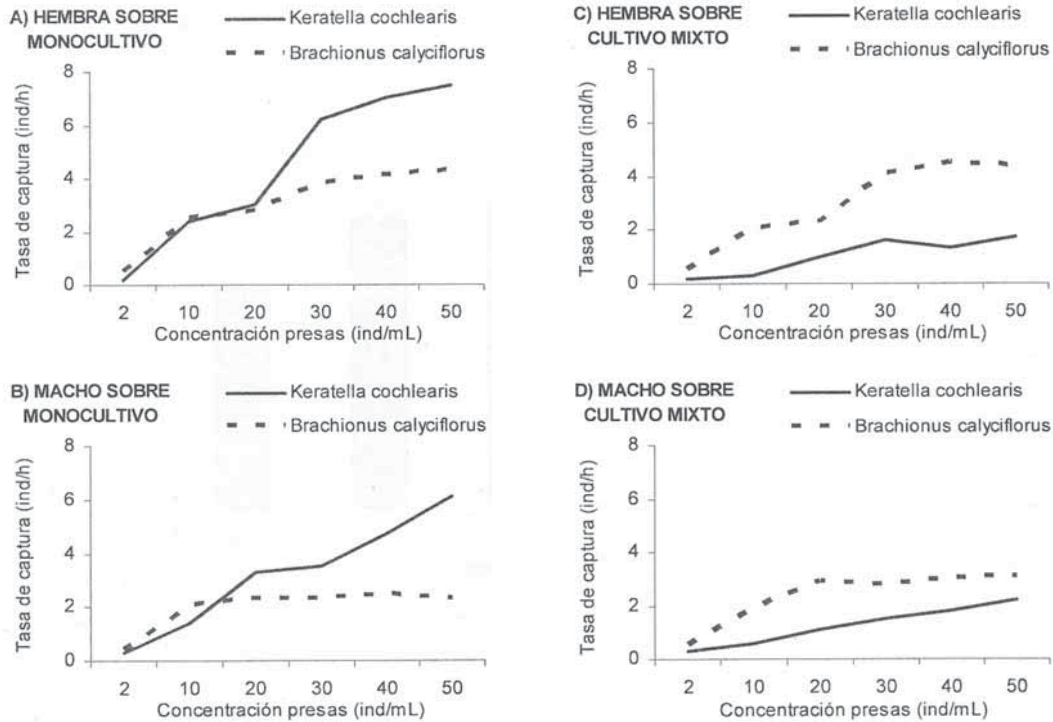 A) HEMBRA SOBRE
MONOCULTIVO
Keratella cochlearis
Brachionus calyciflorus
Tasa de captura (ind/h)
8
6
4
2
0
2 10 20 30 40 50
Concentración presas (ind/mL)
B) MACHO SOBRE
MONOCULTIVO
Keratella cochlearis
Brachionus calyciflorus
Tasa de captura (ind/h)
8
6
4
2
0
2 10 20 30 40 50
Concentración presas (ind/mL)
C) HEMBRA SOBRE
CULTIVO MIXTO
Keratella cochlearis
Brachionus calyciflorus
Tasa de captura (ind/h)
8
6
4
2
0
2 10 20 30 40 50
Concentración presas (ind/mL)
D) MACHO SOBRE
CULTIVO MIXTO
Keratella cochlearis
Brachionus calyciflorus
Tasa de captura (ind/h)
8
6
4
2
0
2 10 20 30 40 50
Concentración presas (ind/mL)